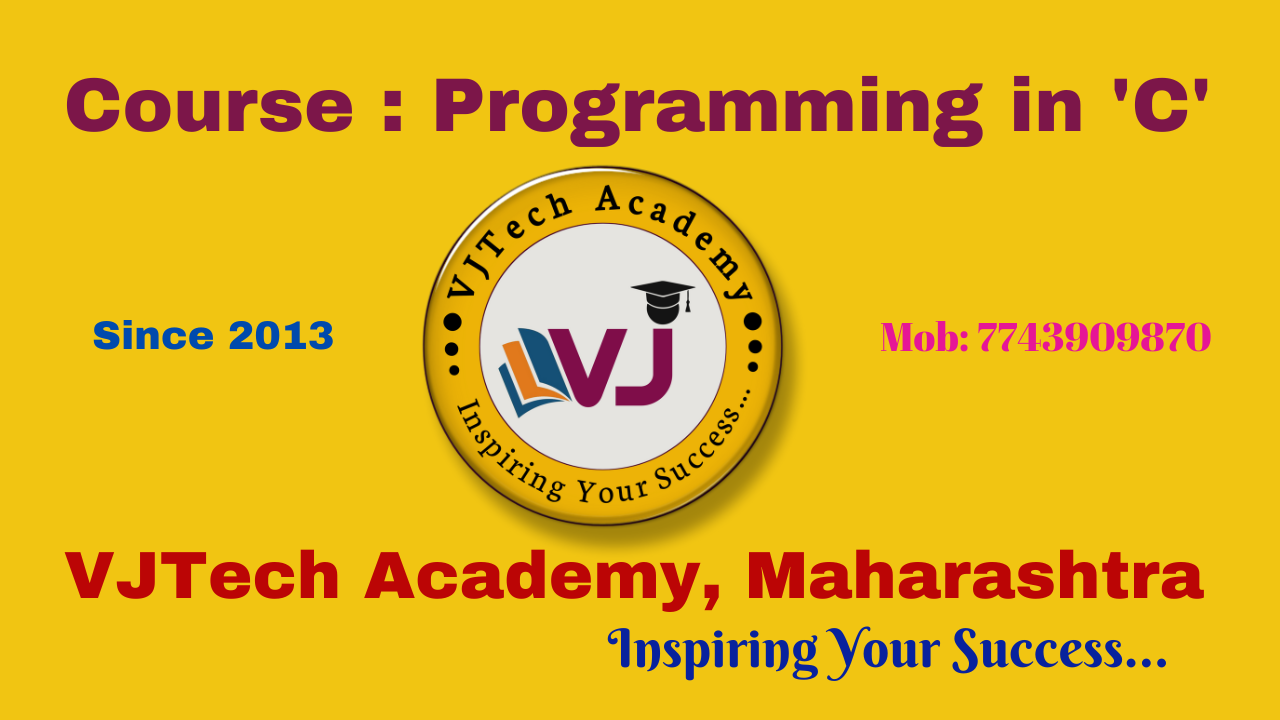 Course : Programming in 'C'
VJTech Academy
Since 2013
VJ
Mob: 7743909870
Inspiring Your Success...
VJTech Academy, Maharashtra
Inspiring Your Success...